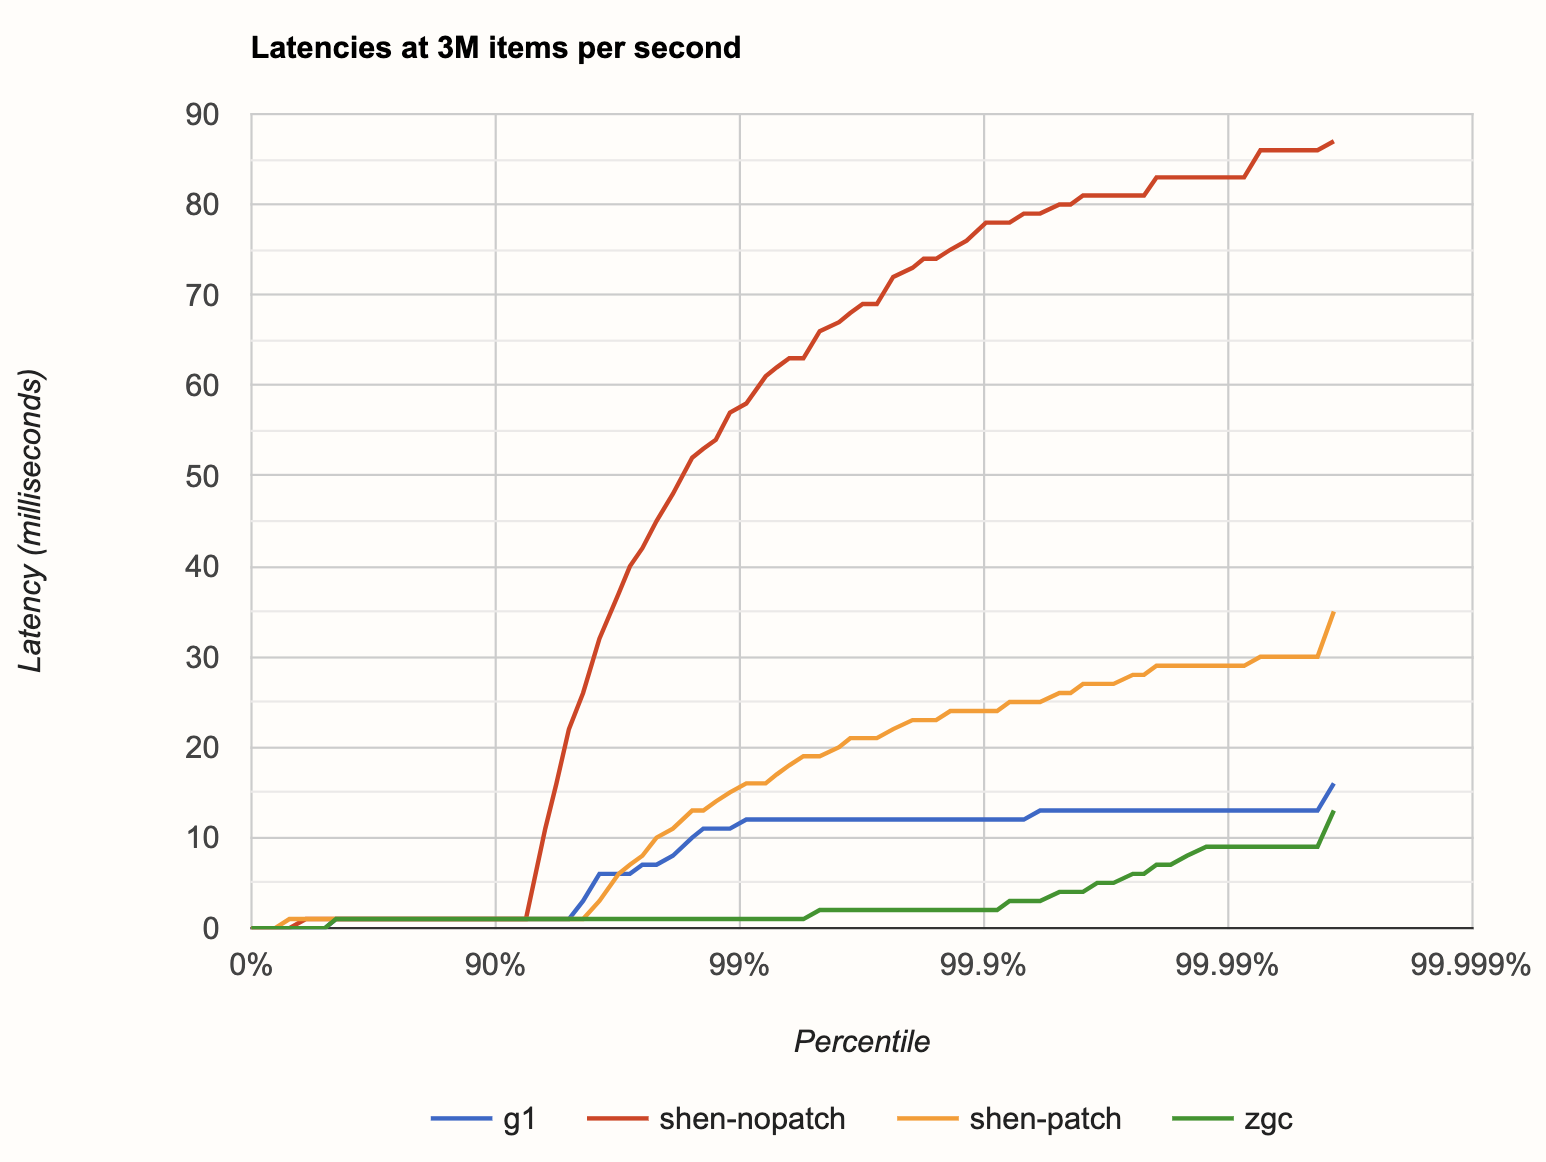 Latencies at 3M items per second
90
80
70
60
50
40
30
20
10
0
Latency (milliseconds)
0% 90% 99% 99.9% 99.99% 99.999%
Percentile
g1 shen-nopatch shen-patch zgc